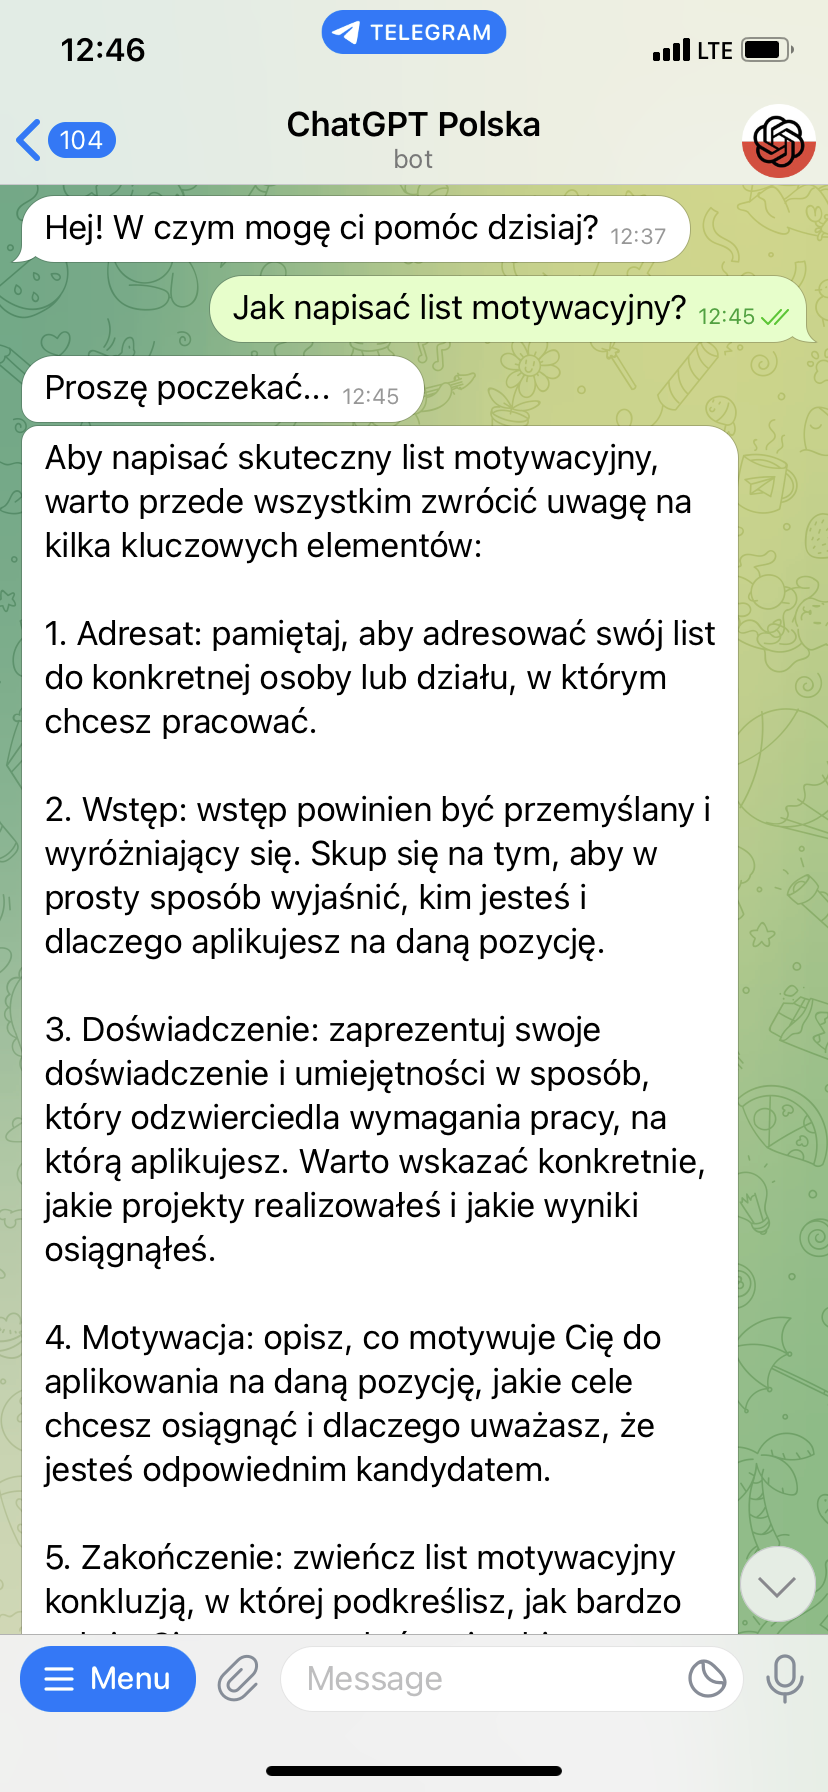 12:46
TELEGRAM
LTE
104
ChatGPT Polska
bot
Hej! W czym mogę ci pomóc dzisiaj? 12:37
Jak napisać list motywacyjny? 12:45
Proszę poczekać... 12:45
Aby napisać skuteczny list motywacyjny,
warto przede wszystkim zwrócić uwagę na
kilka kluczowych elementów:
1. Adresat: pamiętaj, aby adresować swój list
do konkretnej osoby lub działu, w którym
chcesz pracować.
2. Wstęp: wstęp powinien być przemyślany i
wyróżniający się. Skup się na tym, aby w
prosty sposób wyjaśnić, kim jesteś i
dlaczego aplikujesz na daną pozycję.
3. Doświadczenie: zaprezentuj swoje
doświadczenie i umiejętności w sposób,
który odzwierciedla wymagania pracy, na
którą aplikujesz. Warto wskazać konkretnie,
jakie projekty realizowałeś i jakie wyniki
osiągnąłeś.
4. Motywacja: opisz, co motywuje Cię do
aplikowania na daną pozycję, jakie cele
chcesz osiągnąć i dlaczego uważasz, że
jesteś odpowiednim kandydatem.
5. Zakończenie: zwieńcz list motywacyjny
konkluzją, w której podkreślisz, jak bardzo
Menu
Message